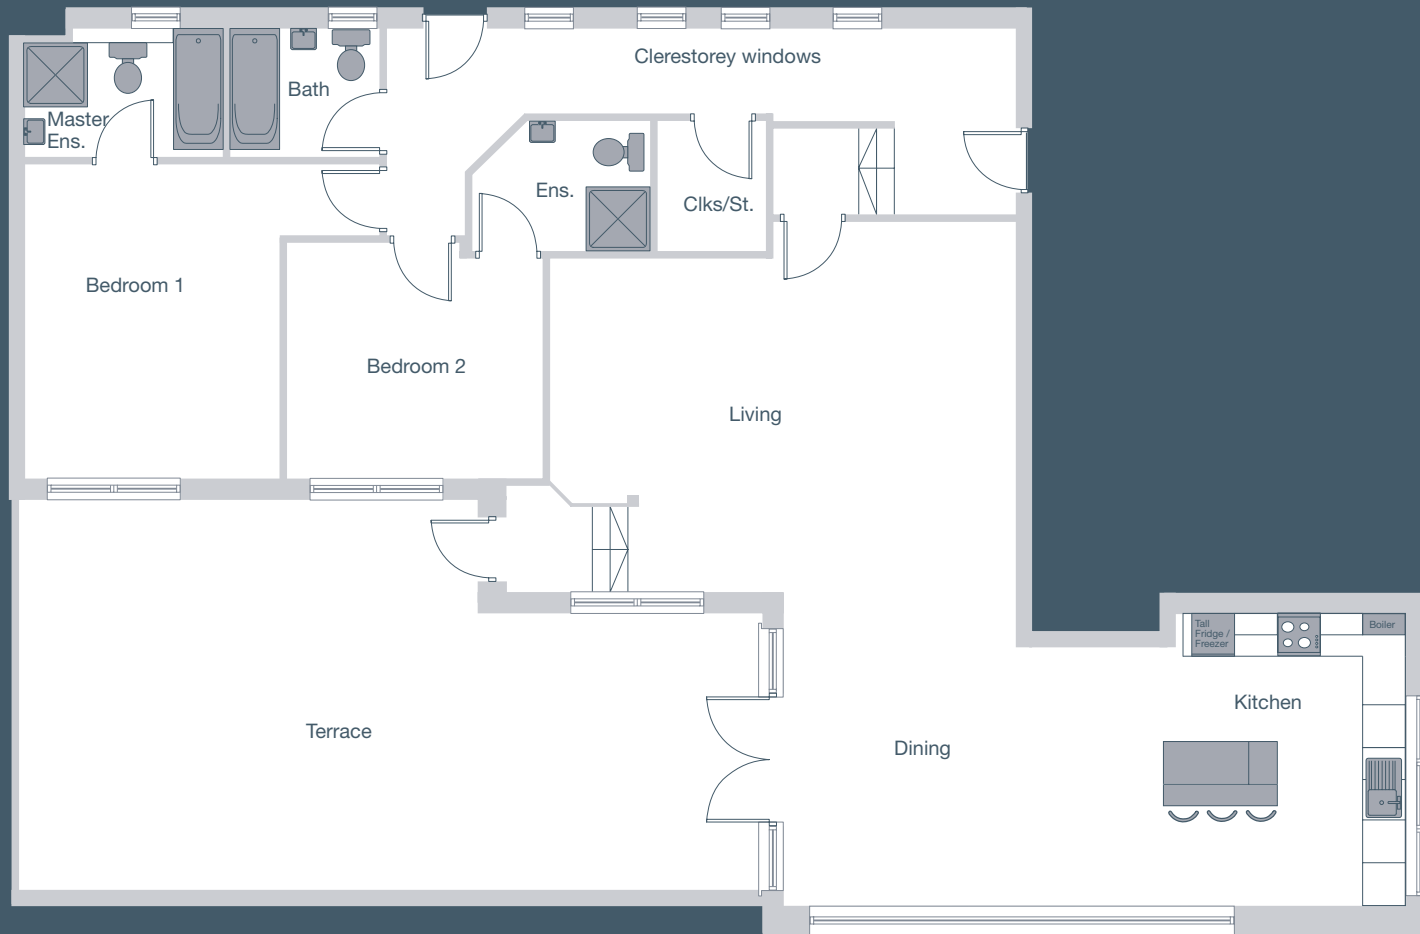 Clerestorey windows
Bath
Master
Ens.
Ens.
Clks/St.
Bedroom 1
Bedroom 2
Living
Tall
Fridge /
Freezer
Boiler
Kitchen
Terrace
Dining